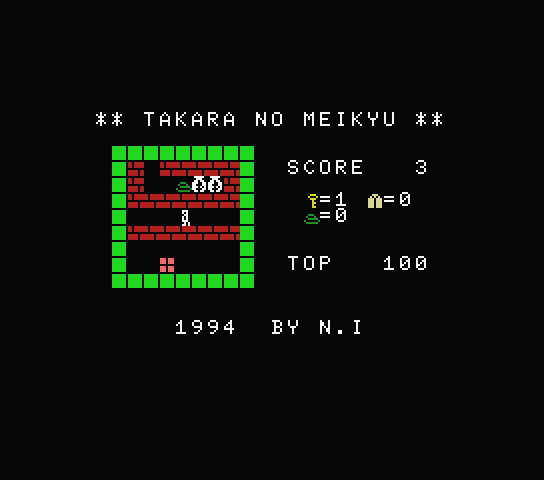 ** TAKARA NO MEIKYU **
SCORE 3
=1 =0
=0
TOP 100
1994 BY N.I